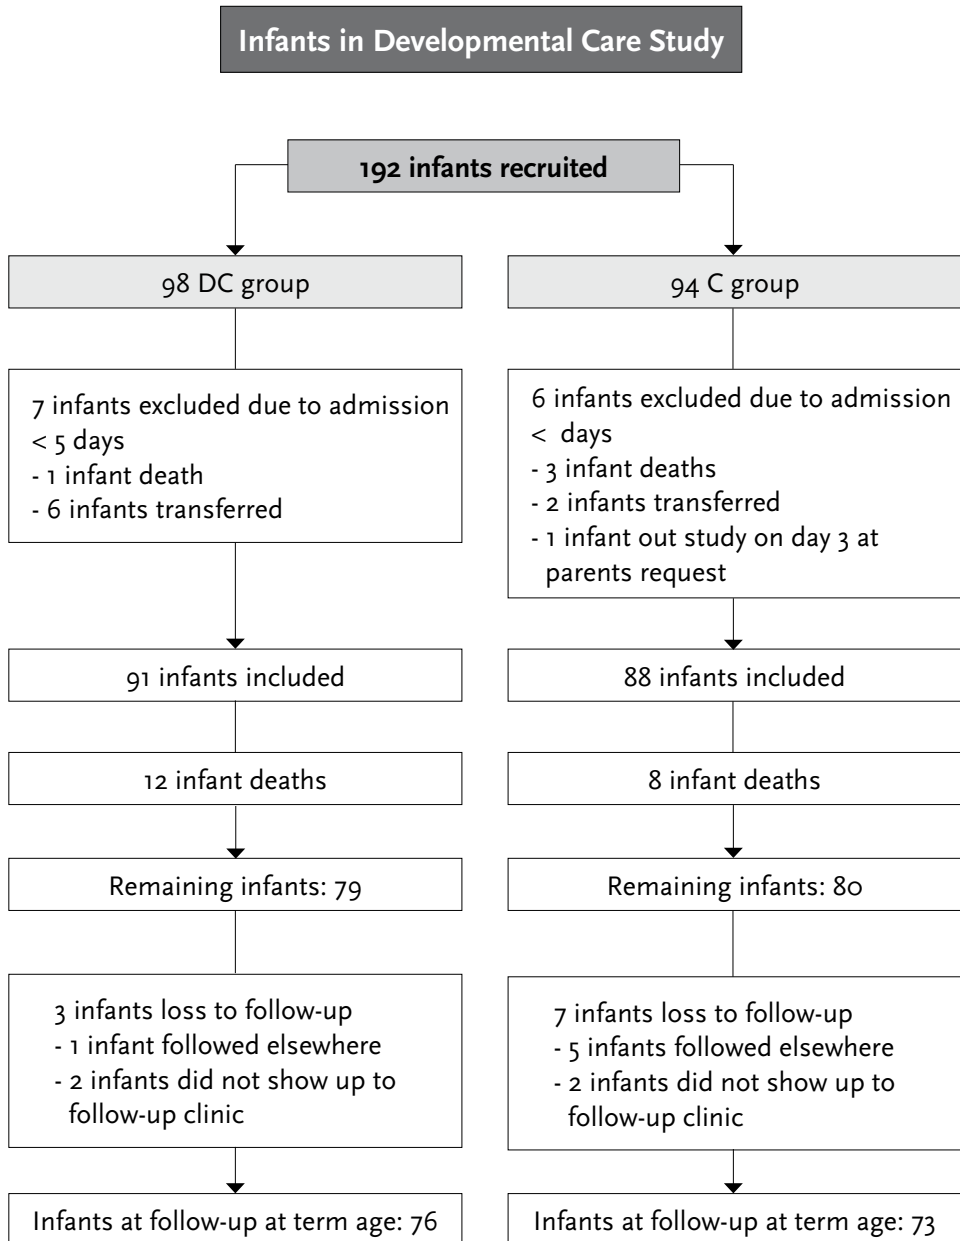 Infants in Developmental Care Study
192 infants recruited
98 DC group
94 C group
7 infants excluded due to admission
< 5 days
- 1 infant death
- 6 infants transferred
6 infants excluded due to admission
< days
- 3 infant deaths
- 2 infants transferred
- 1 infant out study on day 3 at
parents request
91 infants included
88 infants included
12 infant deaths
8 infant deaths
Remaining infants: 79
Remaining infants: 80
3 infants loss to follow-up
- 1 infant followed elsewhere
- 2 infants did not show up to
follow-up clinic
7 infants loss to follow-up
- 5 infants followed elsewhere
- 2 infants did not show up to
follow-up clinic
Infants at follow-up at term age: 76
Infants at follow-up at term age: 73